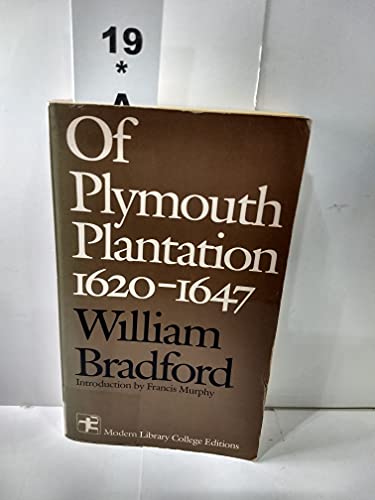 19
*
A
Of
Plymouth
Plantation
1620-1647
William
Bradford
Introduction by Francis Murphy
Modern Library College Editions